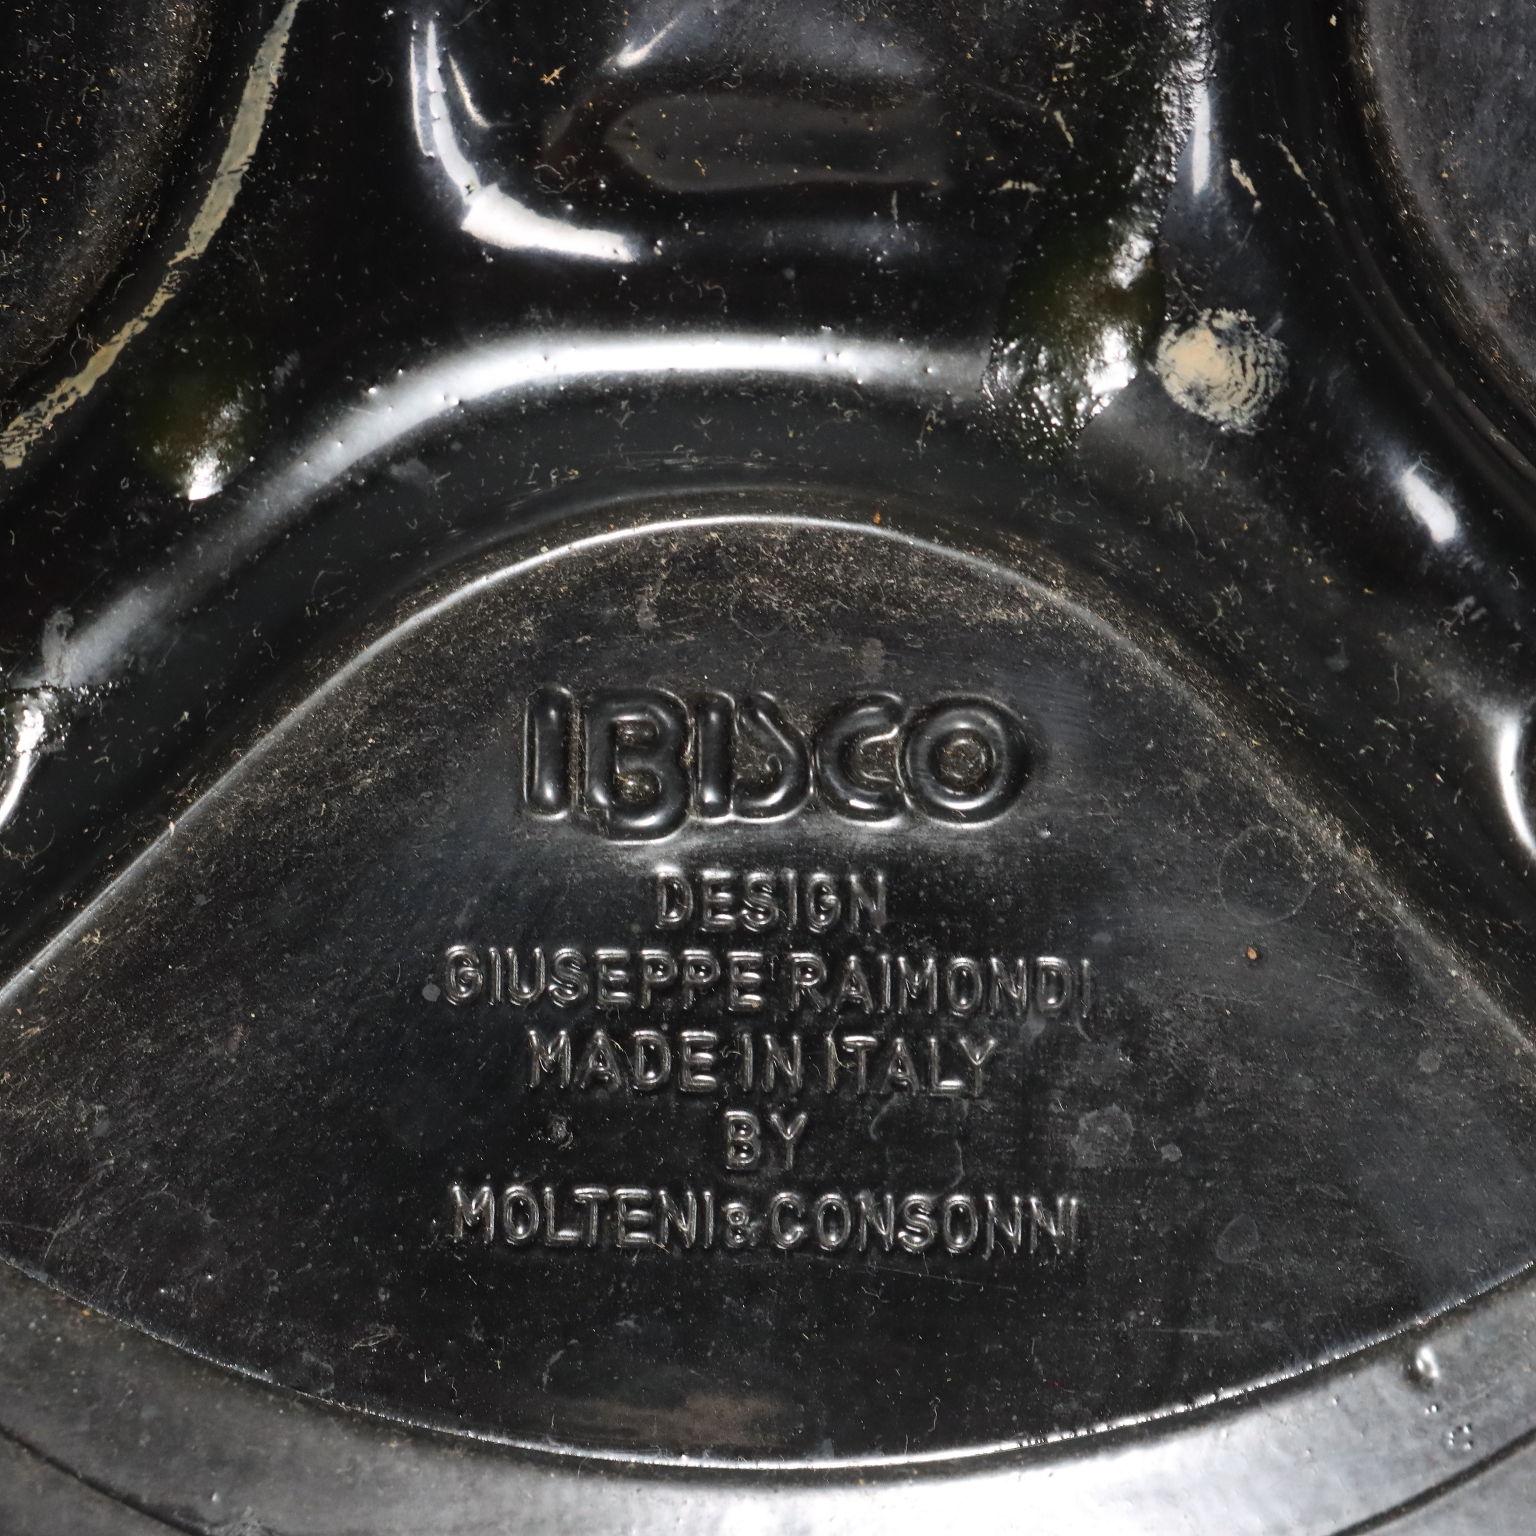 IBISCO
DESIGN
GIUSEPPE RAIMONDI
MADE IN ITALY
BY
MOLTENI&CONSONNI